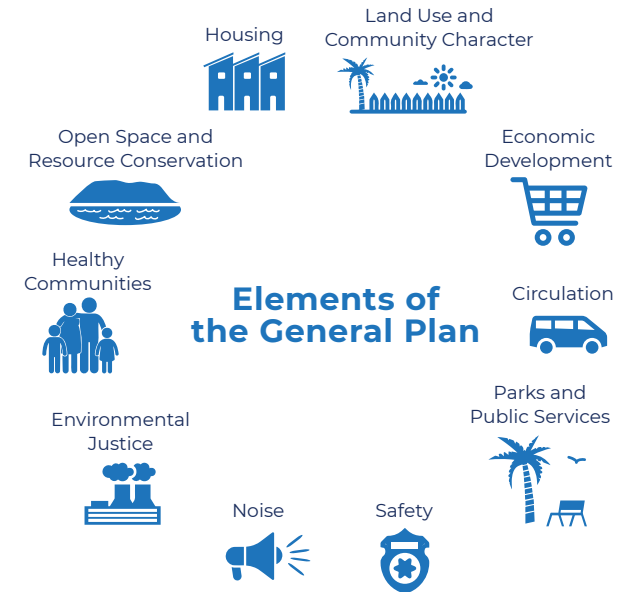 Housing
Land Use and
Community Character
Open Space and
Resource Conservation
Economic
Development
Healthy
Communities
Elements of
the General Plan
Circulation
Parks and
Public Services
Environmental
Justice
Noise
Safety